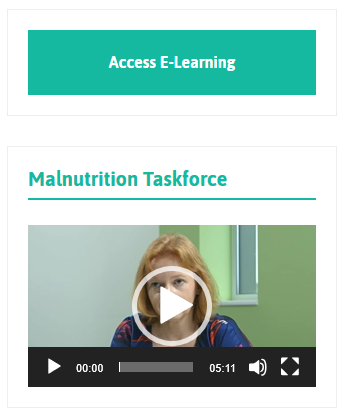 Access E-Learning
Malnutrition Taskforce
00:00 05:11